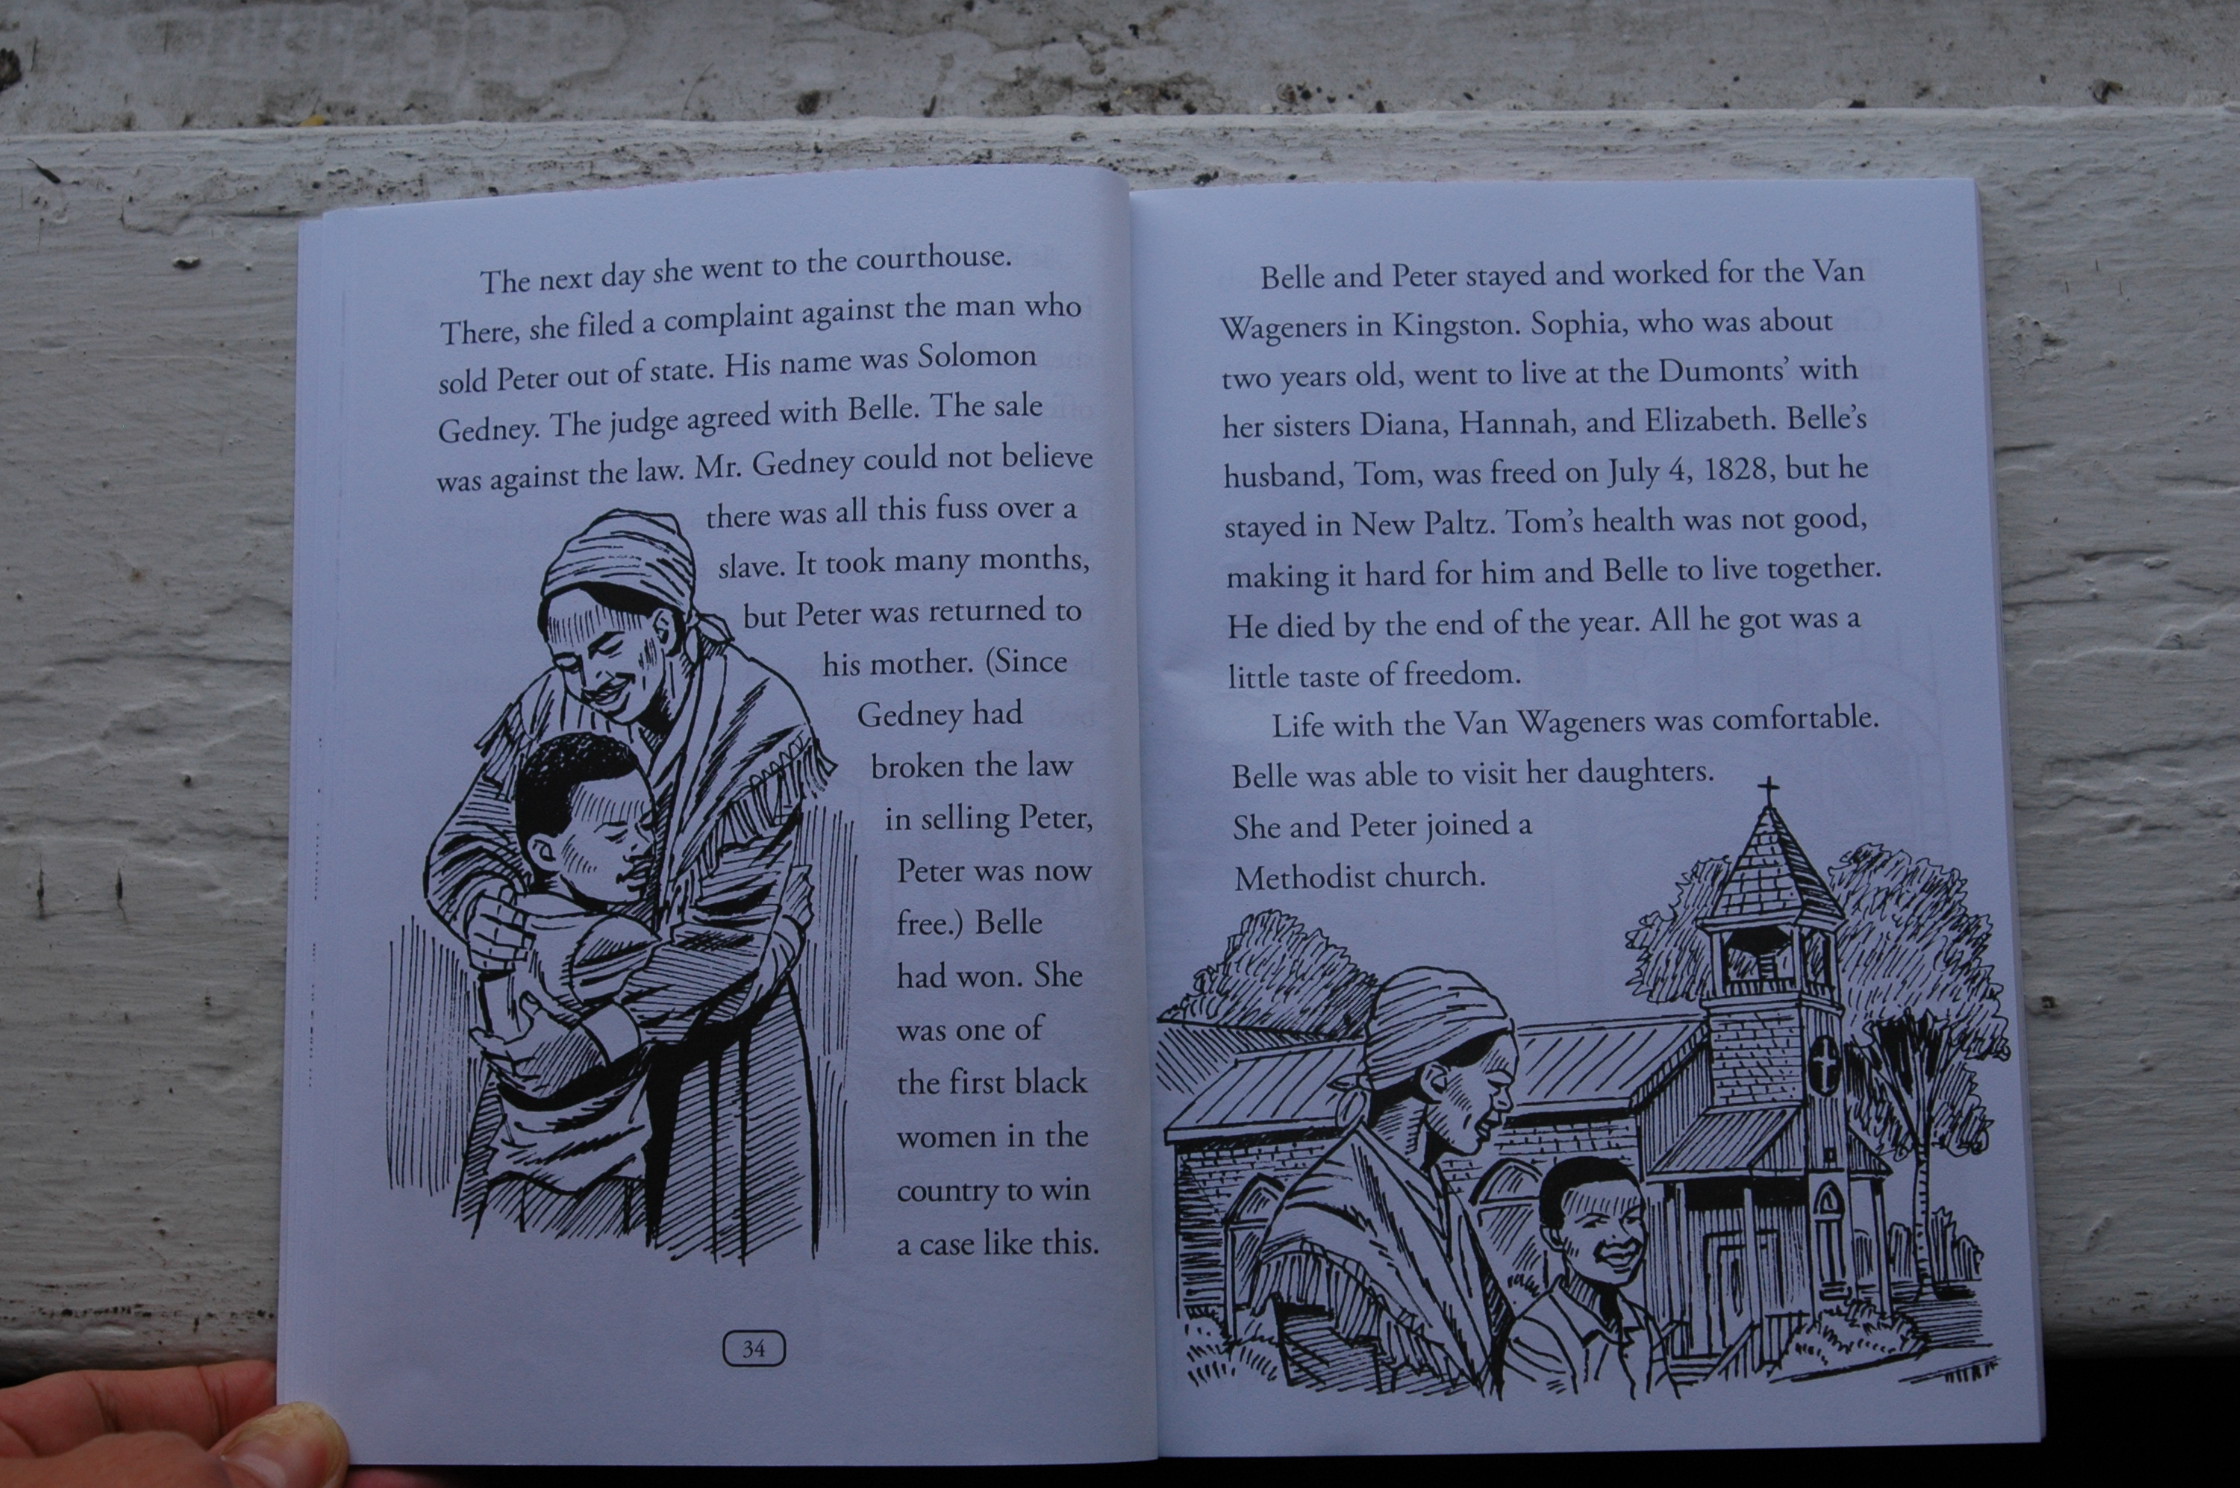 The next day she went to the courthouse.
There, she filed a complaint against the man who
sold Peter out of state. His name was Solomon
Gedney. The judge agreed with Belle. The sale
was against the law. Mr. Gedney could not believe
there was all this fuss over a
slave. It took many months,
but Peter was returned to
his mother. (Since
Gedney had
broken the law
in selling Peter,
Peter was now
free.) Belle
had won. She
was one of
the first black
women in the
country to win
a case like this.
34
Belle and Peter stayed and worked for the Van
Wageners in Kingston. Sophia, who was about
two years old, went to live at the Dumonts’ with
her sisters Diana, Hannah, and Elizabeth. Belle’s
husband, Tom, was freed on July 4, 1828, but he
stayed in New Paltz. Tom’s health was not good,
making it hard for him and Belle to live together.
He died by the end of the year. All he got was a
little taste of freedom.
Life with the Van Wageners was comfortable.
Belle was able to visit her daughters.
She and Peter joined a
Methodist church.